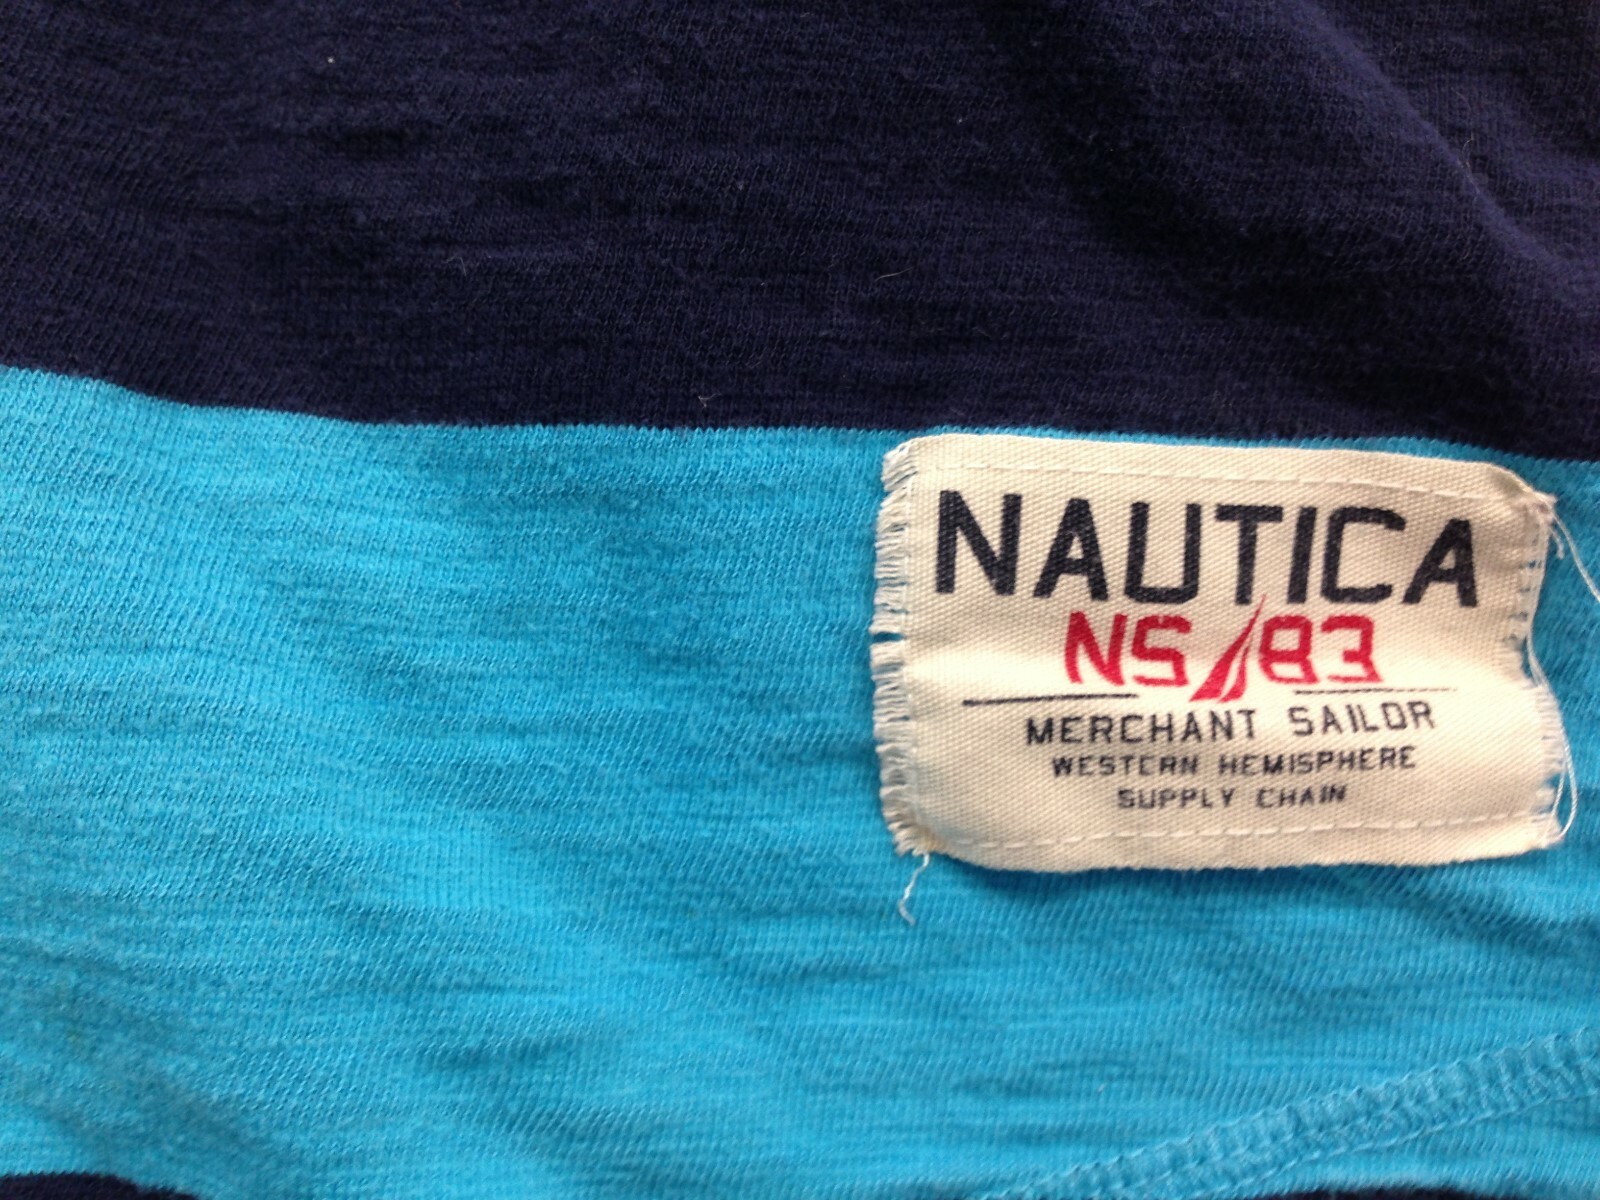 NAUTICA
NS/83
MERCHANT SAILOR
WESTERN HEMISPHERE
SUPPLY CHAIN